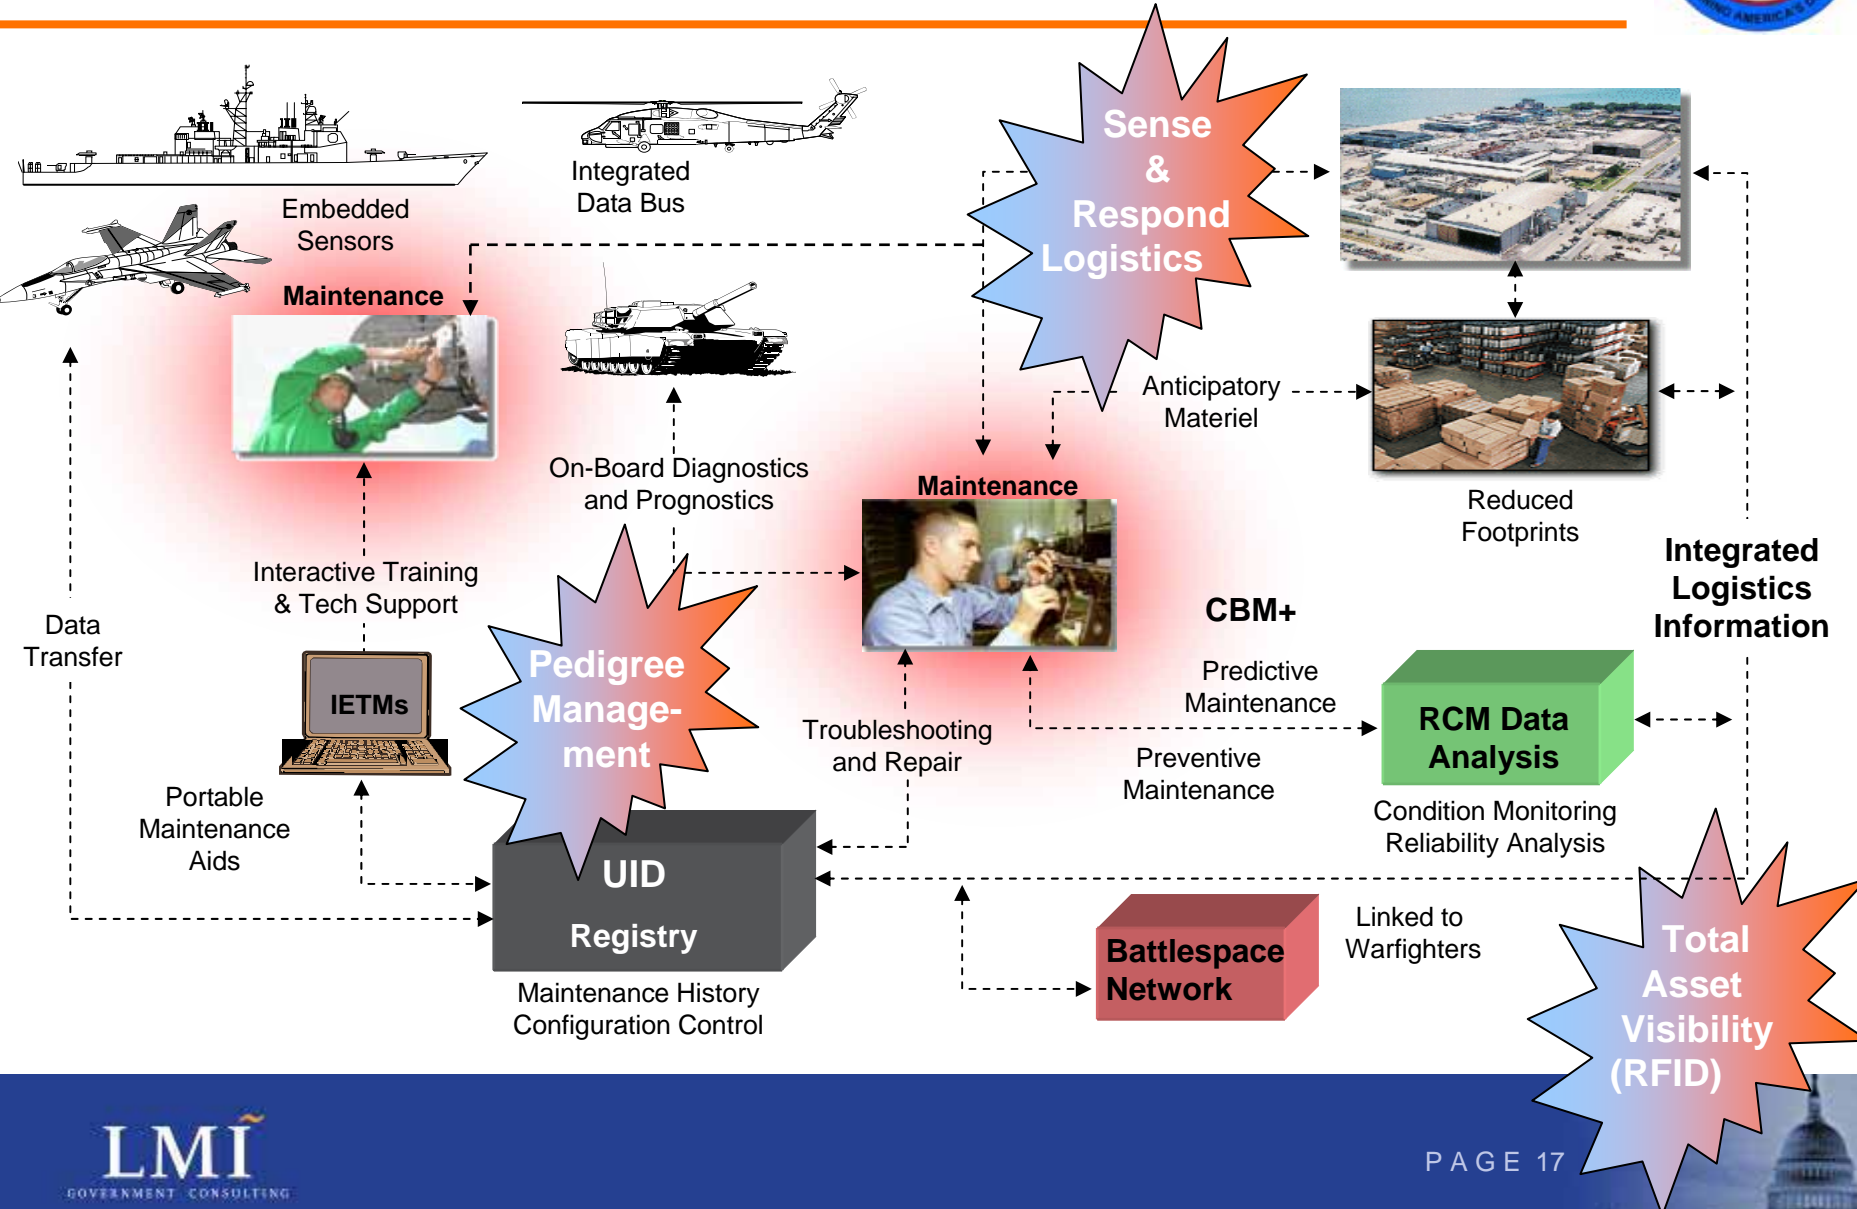 AMERICA'S
Sense
&
Respond
Logistics
Integrated
Data Bus
Embedded
Sensors
Maintenance
Anticipatory
Materiel
On-Board Diagnostics
and Prognostics
Maintenance
Reduced
Footprints
Integrated
Logistics
Information
Interactive Training
& Tech Support
CBM+
Data
Transfer
Pedigree
Manage-
ment
IETMs
Predictive
Maintenance
RCM Data
Analysis
Troubleshooting
and Repair
Preventive
Maintenance
Portable
Maintenance
Aids
Condition Monitoring
Reliability Analysis
UID
Registry
Linked to
Warfighters
Battlespace
Network
Total
Asset
Visibility
(RFID)
Maintenance History
Configuration Control
LMI
GOVERNMENT CONSULTING
PAGE 17